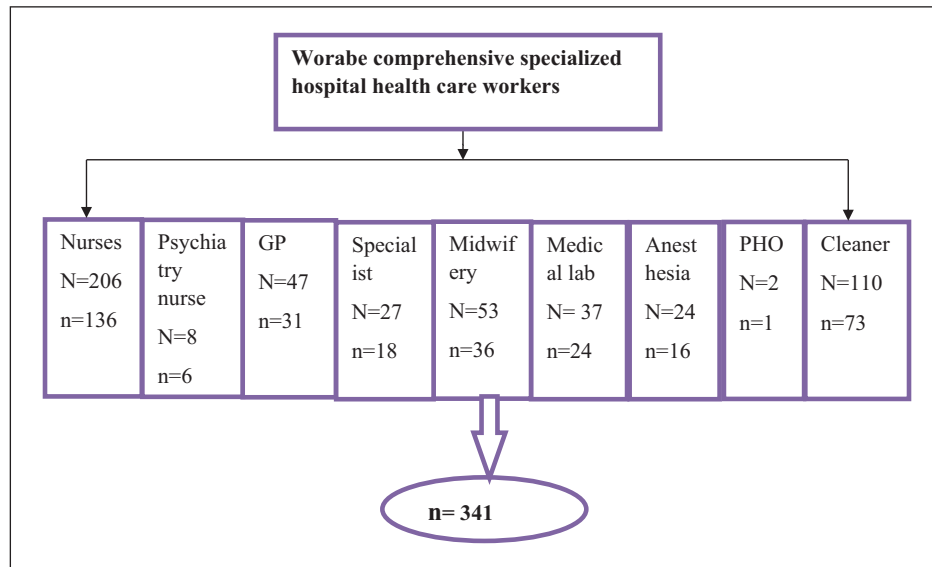 Worabe comprehensive specialized
hospital health care workers
Nurses
N=206
n=136
Psychia
try
nurse
N=8
n=6
GP
N=47
n=31
Special
ist
N=27
n=18
Midwif
ery
N=53
n=36
Medic
al lab
N= 37
n=24
Anest
hesia
N=24
n=16
PHO
N=2
n=1
Cleaner
N=110
n=73
n= 341